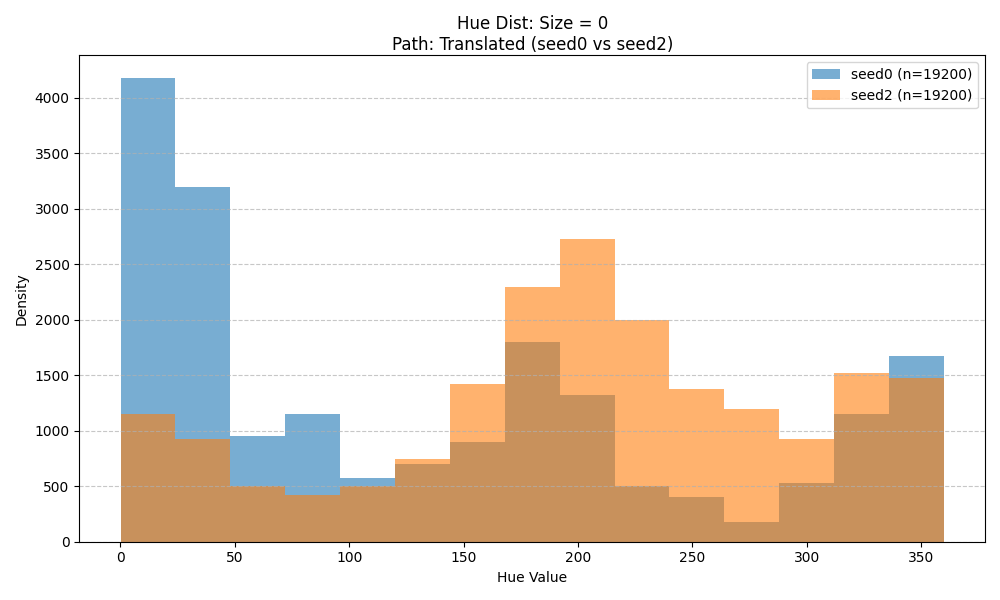 Hue Dist: Size = 0
Path: Translated (seed0 vs seed2)
seed0 (n=19200)
seed2 (n=19200)
Density
4000
3500
3000
2500
2000
1500
1000
500
0
0 50 100 150 200 250 300 350
Hue Value